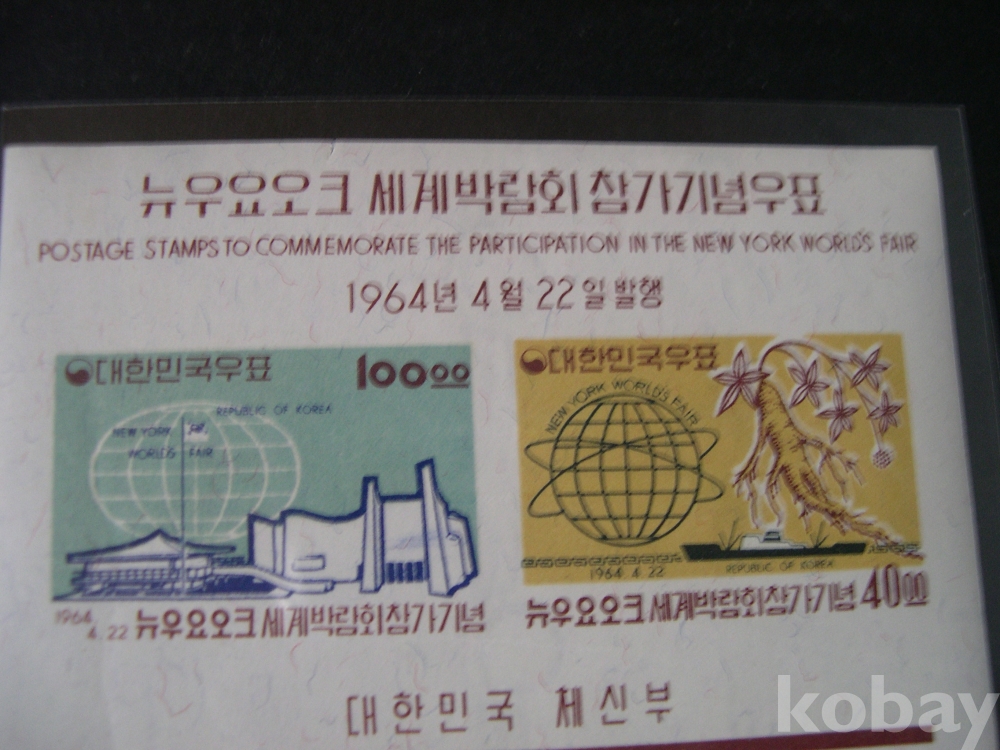 뉴우요오크 세계박람회 참가기념우표
POSTAGE STAMPS TO COMMEMORATE THE PARTICIPATION IN THE NEW YORK WORLD'S FAIR
1964년 4월 22일 발행
대한민국우표 10000
REPUBLIC OF KOREA
NEW YORK
WORLD'S FAIR
1964.
4.22 뉴우요오크 세계박람회참가기념
대한민국우표
NEW YORK WORLD'S FAIR
1964.4.22 REPUBLIC OF KOREA
뉴우요오크 세계박람회참가기념 4000
대한민국 체신부
kobay